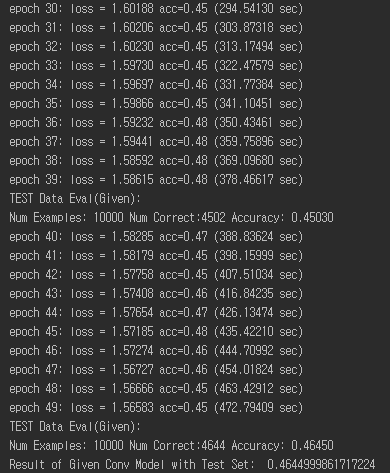 epoch 30: loss = 1.60188 acc=0.45 (294.54130 sec)
epoch 31: loss = 1.60206 acc=0.45 (303.87318 sec)
epoch 32: loss = 1.60230 acc=0.45 (313.17494 sec)
epoch 33: loss = 1.59730 acc=0.45 (322.47579 sec)
epoch 34: loss = 1.59697 acc=0.46 (331.77384 sec)
epoch 35: loss = 1.59866 acc=0.45 (341.10451 sec)
epoch 36: loss = 1.59232 acc=0.48 (350.43461 sec)
epoch 37: loss = 1.59441 acc=0.48 (359.75896 sec)
epoch 38: loss = 1.58592 acc=0.48 (369.09680 sec)
epoch 39: loss = 1.58615 acc=0.48 (378.46617 sec)
TEST Data Eval(Given):
Num Examples: 10000 Num Correct:4502 Accuracy: 0.45030
epoch 40: loss = 1.58285 acc=0.47 (388.83624 sec)
epoch 41: loss = 1.58179 acc=0.45 (398.15999 sec)
epoch 42: loss = 1.57758 acc=0.45 (407.51034 sec)
epoch 43: loss = 1.57408 acc=0.46 (416.84235 sec)
epoch 44: loss = 1.57654 acc=0.47 (426.13474 sec)
epoch 45: loss = 1.57185 acc=0.48 (435.42210 sec)
epoch 46: loss = 1.57274 acc=0.46 (444.70992 sec)
epoch 47: loss = 1.56727 acc=0.46 (454.01824 sec)
epoch 48: loss = 1.56666 acc=0.45 (463.42912 sec)
epoch 49: loss = 1.56583 acc=0.45 (472.79409 sec)
TEST Data Eval(Given):
Num Examples: 10000 Num Correct:4644 Accuracy: 0.46450
Result of Given Conv Model with Test Set:  0.4644999861717224